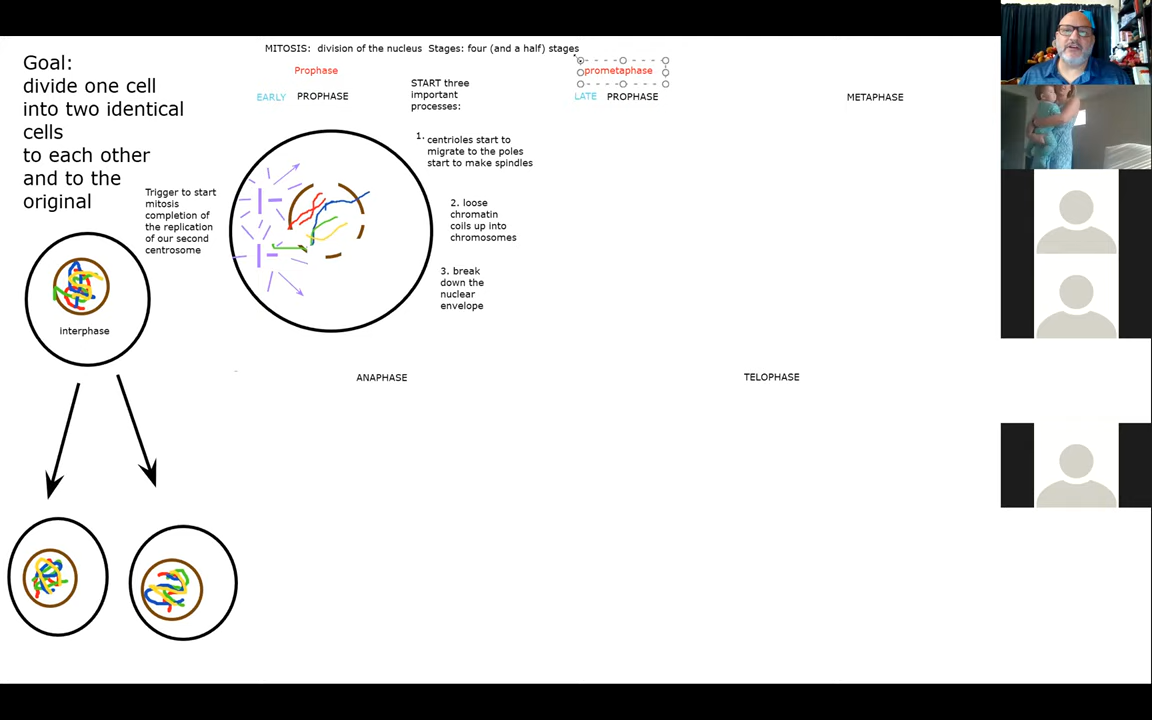 MITOSIS:  division of the nucleus  Stages: four (and a half) stages
Goal:
divide one cell
into two identical
cells
to each other
and to the
original
Prophase
EARLY PROPHASE
START three
important
processes:
prometaphase
LATE PROPHASE
METAPHASE
1. centrioles start to
migrate to the poles
start to make spindles
Trigger to start
mitosis
completion of
the replication
of our second
centrosome
2. loose
chromatin
coils up into
chromosomes
3. break
down the
nuclear
envelope
interphase
ANAPHASE
TELOPHASE